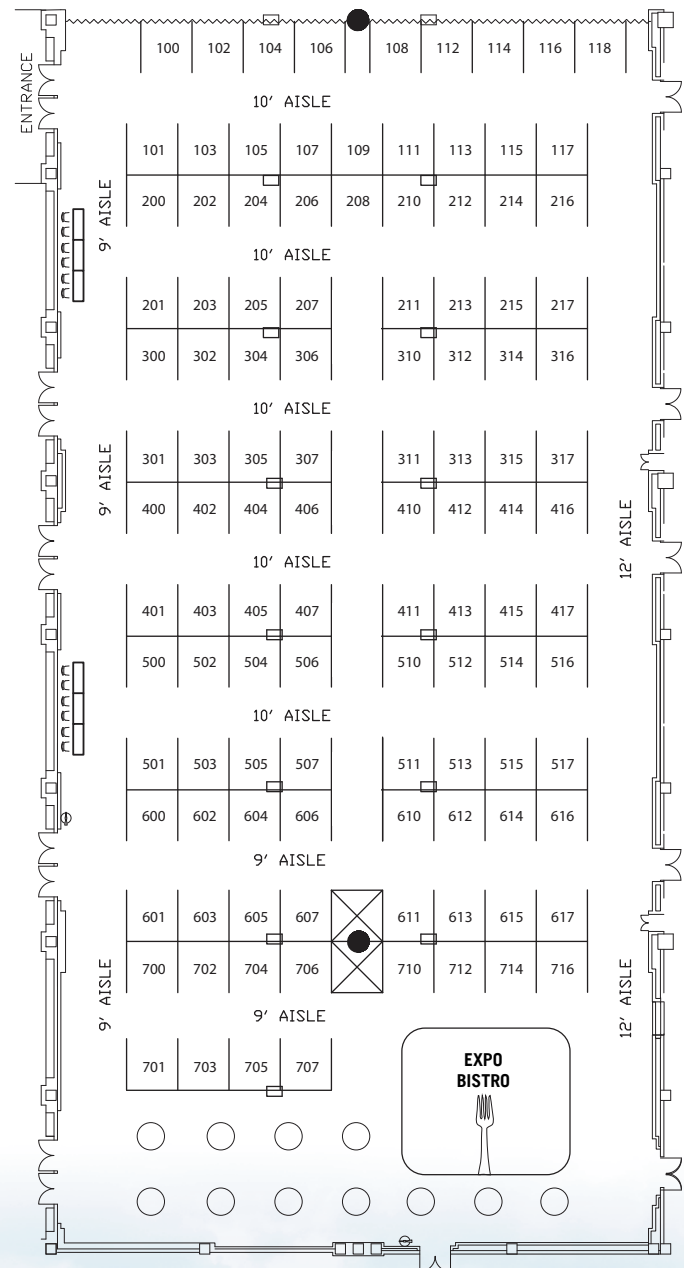 100 102 104 106 108 112 114 116 118
ENTRANCE
10' AISLE
101 103 105 107 109 111 113 115 117
200 202 204 206 208 210 212 214 216
9' AISLE
10' AISLE
201 203 205 207 211 213 215 217
300 302 304 306 310 312 314 316
10' AISLE
301 303 305 307 311 313 315 317
9' AISLE
400 402 404 406 410 412 414 416
12' AISLE
10' AISLE
401 403 405 407 411 413 415 417
500 502 504 506 510 512 514 516
10' AISLE
501 503 505 507 511 513 515 517
600 602 604 606 610 612 614 616
9' AISLE
601 603 605 607 611 613 615 617
700 702 704 706 710 712 714 716
9' AISLE
12' AISLE
9' AISLE
701 703 705 707
EXPO
BISTRO